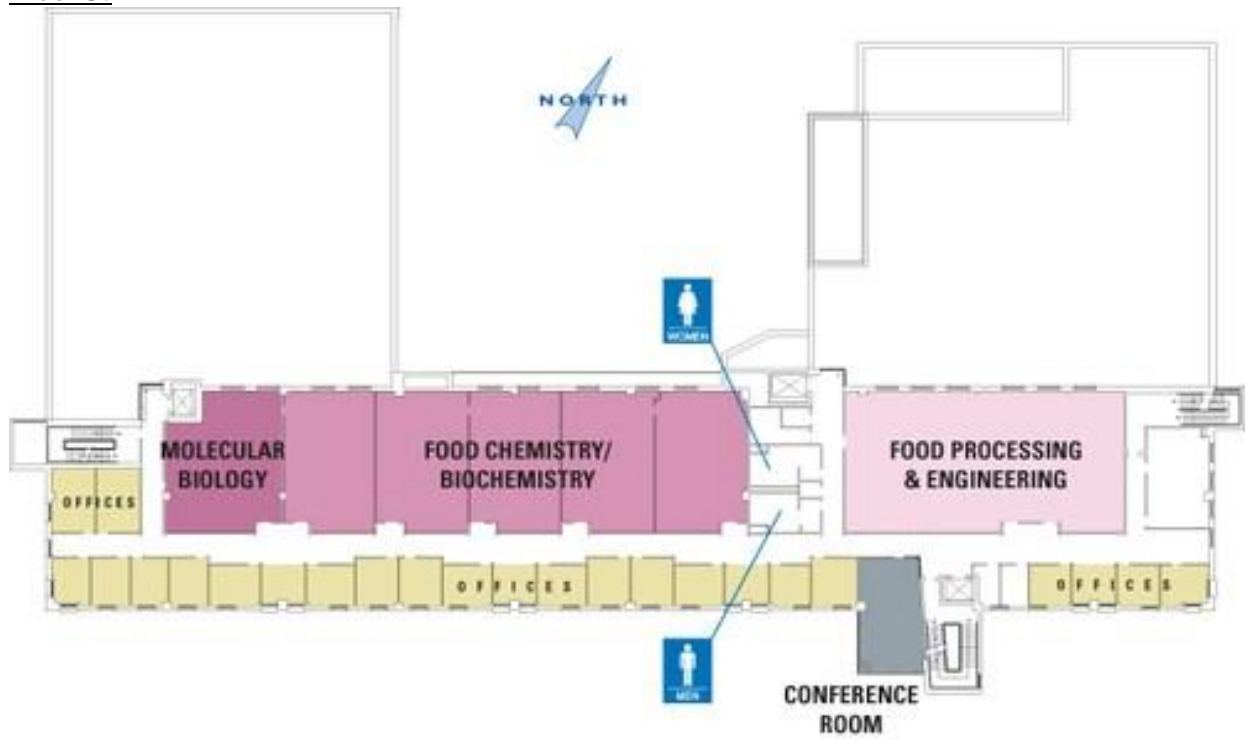 NORTH
WOMEN
MOLECULAR
BIOLOGY
FOOD CHEMISTRY/
BIOCHEMISTRY
FOOD PROCESSING
& ENGINEERING
OFFICES
OFFICES
OFFICES
MEN
CONFERENCE
ROOM